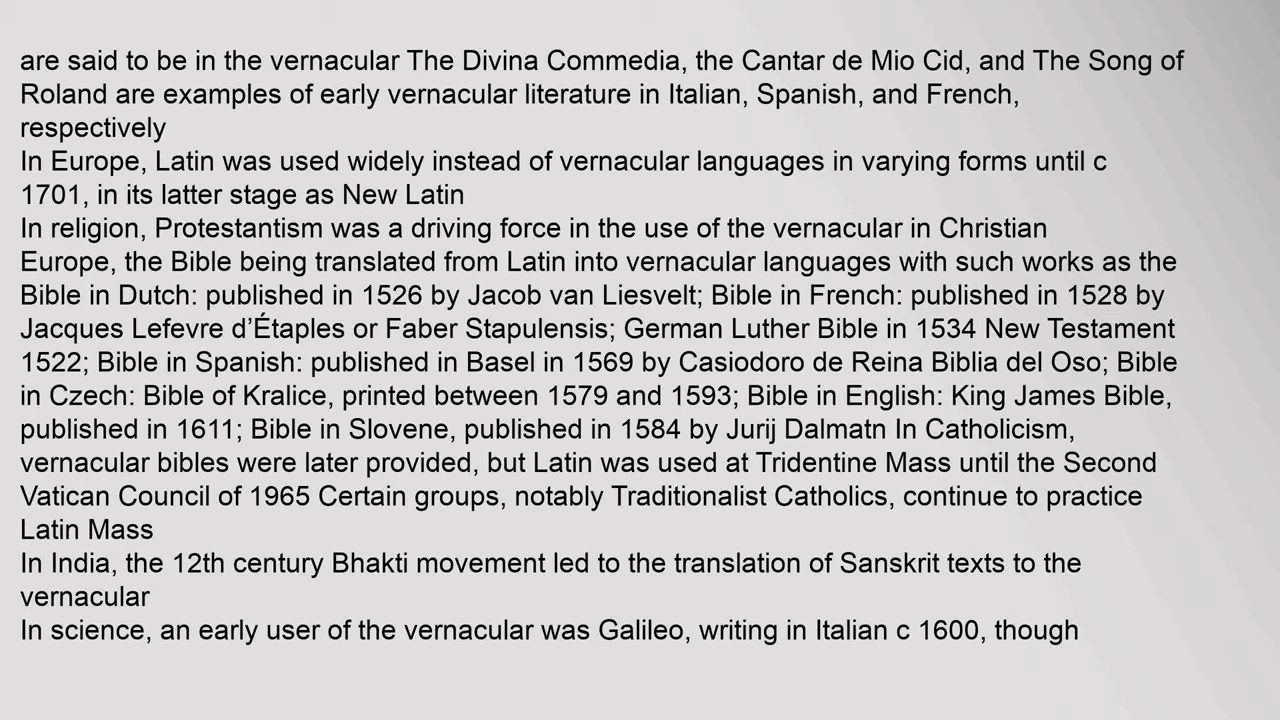 are said to be in the vernacular The Divina Commedia, the Cantar de Mio Cid, and The Song of
Roland are examples of early vernacular literature in Italian, Spanish, and French,
respectively
In Europe, Latin was used widely instead of vernacular languages in varying forms until c
1701, in its latter stage as New Latin
In religion, Protestantism was a driving force in the use of the vernacular in Christian
Europe, the Bible being translated from Latin into vernacular languages with such works as the
Bible in Dutch: published in 1526 by Jacob van Liesvelt; Bible in French: published in 1528 by
Jacques Lefevre d’Étaples or Faber Stapulensis; German Luther Bible in 1534 New Testament
1522; Bible in Spanish: published in Basel in 1569 by Casiodoro de Reina Biblia del Oso; Bible
in Czech: Bible of Kralice, printed between 1579 and 1593; Bible in English: King James Bible,
published in 1611; Bible in Slovene, published in 1584 by Jurij Dalmatn In Catholicism,
vernacular bibles were later provided, but Latin was used at Tridentine Mass until the Second
Vatican Council of 1965 Certain groups, notably Traditionalist Catholics, continue to practice
Latin Mass
In India, the 12th century Bhakti movement led to the translation of Sanskrit texts to the
vernacular
In science, an early user of the vernacular was Galileo, writing in Italian c 1600, though